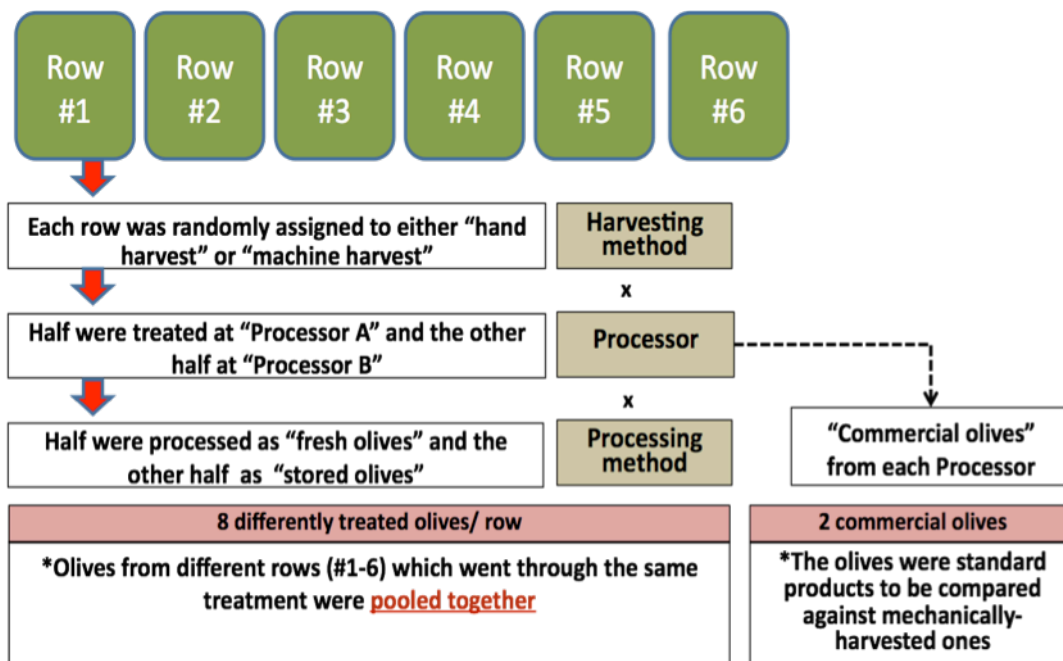 Row
#1
Row
#2
Row
#3
Row
#4
Row
#5
Row
#6
Each row was randomly assigned to either “hand
harvest” or “machine harvest”
Harvesting
method
x
Half were treated at “Processor A” and the other
half at “Processor B”
Processor
x
Half were processed as “fresh olives” and the
other half as “stored olives”
Processing
method
“Commercial olives”
from each Processor
8 differently treated olives/ row
*Olives from different rows (#1-6) which went through the same
treatment were pooled together
2 commercial olives
*The olives were standard
products to be compared
against mechanically-
harvested ones